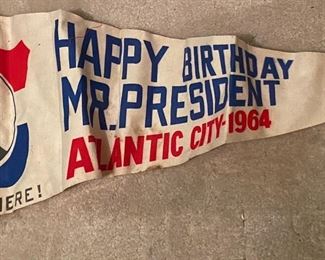 HAPPY BIRTHDAY
MR. PRESIDENT
ATLANTIC CITY-1964
HERE!